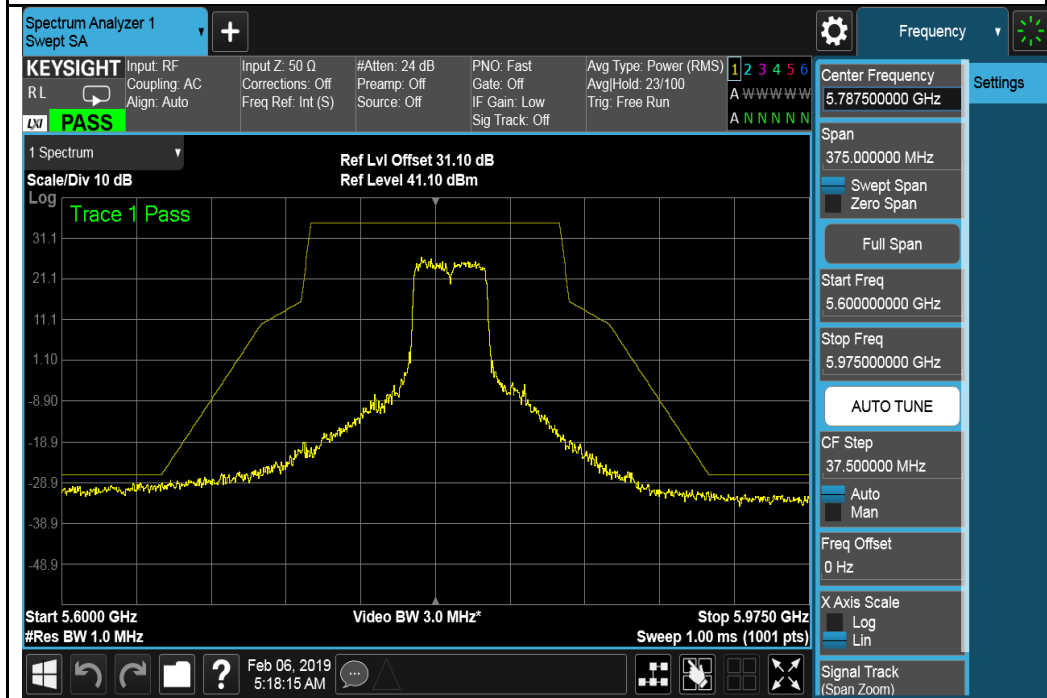 Spectrum Analyzer 1
Swept SA
+
Frequency
KEYSIGHT
RL
LXI
PASS
Input: RF
Coupling: AC
Align: Auto
Input Z: 50 Ω
Corrections: Off
Freq Ref: Int (S)
#Atten: 24 dB
Preamp: Off
Source: Off
PNO: Fast
Gate: Off
IF Gain: Low
Sig Track: Off
Avg Type: Power (RMS)
Avg|Hold: 23/100
Trig: Free Run
1 2 3 4 5 6
A W W W W W
A N N N N N
1 Spectrum
Scale/Div 10 dB
Ref Lvl Offset 31.10 dB
Ref Level 41.10 dBm
Log
Trace 1 Pass
31.1
21.1
11.1
1.10
-8.90
-18.9
-28.9
-38.9
-48.9
Start 5.6000 GHz
#Res BW 1.0 MHz
Video BW 3.0 MHz*
Stop 5.9750 GHz
Sweep 1.00 ms (1001 pts)
?
Feb 06, 2019
5:18:15 AM
Center Frequency
5.787500000 GHz
Span
375.000000 MHz
Swept Span
Zero Span
Full Span
Start Freq
5.600000000 GHz
Stop Freq
5.975000000 GHz
AUTO TUNE
CF Step
37.500000 MHz
Auto
Man
Freq Offset
0 Hz
X Axis Scale
Log
Lin
Signal Track
(Span Zoom)
Settings